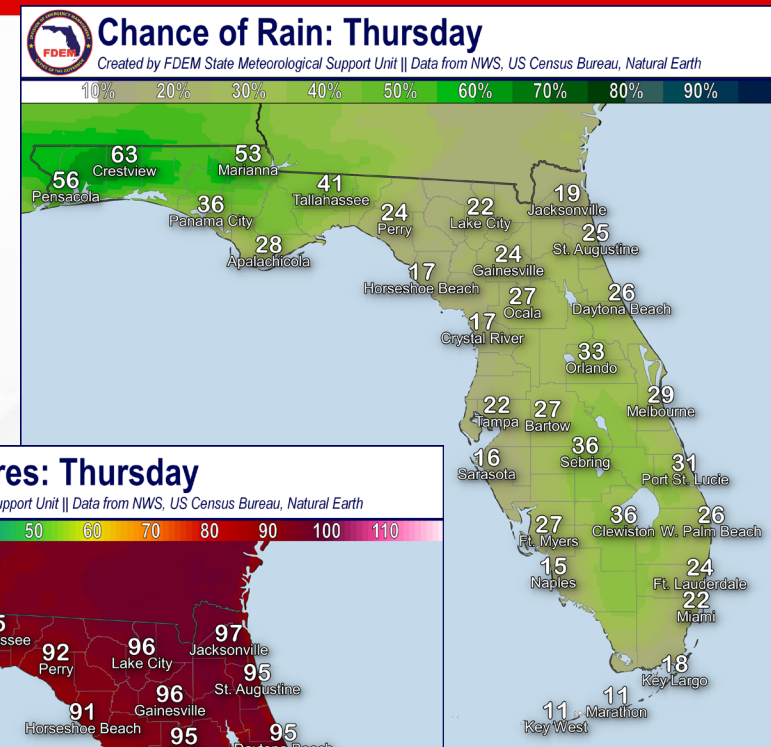 Chance of Rain: Thursday
Created by FDEM State Meteorological Support Unit || Data from NWS, US Census Bureau, Natural Earth
FDEM
10% 20% 30% 40% 50% 60% 70% 80% 90%
63
Crestview
53
Marianna
56
Pensacola
41
Tallahassee
36
Panama City
24
Perry
22
Lake City
19
Jacksonville
28
Apalachicola
25
St. Augustine
24
Gainesville
17
Horseshoe Beach
27
Ocala
26
Daytona Beach
17
Crystal River
33
Orlando
29
Melbourne
22
Tampa
27
Bartow
36
Sebring
16
Sarasota
31
Port St. Lucie
27
Ft. Myers
36
Clewiston
26
W. Palm Beach
15
Naples
24
Ft. Lauderdale
22
Miami
18
Key Largo
11
Marathon
11
Key West
res: Thursday
upport Unit || Data from NWS, US Census Bureau, Natural Earth
50 60 70 80 90 100 110
5
ssee
92
Perry
96
Lake City
97
Jacksonville
95
St. Augustine
96
Gainesville
91
Horseshoe Beach
95
95
Daytona Beach